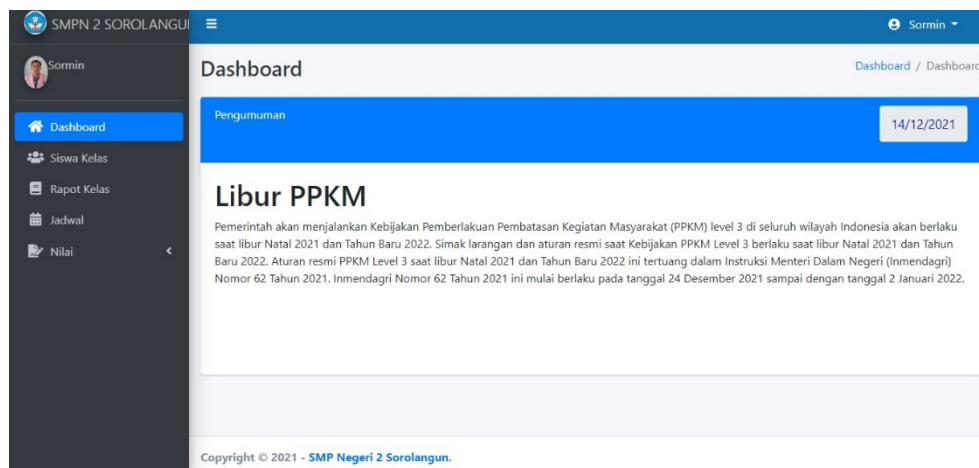 SMPN 2 SOROLANGU
Sormin
Sormin
Dashboard
Siswa Kelas
Rapot Kelas
Jadwal
Nilai
Dashboard
Dashboard / Dashboard
Pengumuman
14/12/2021
Libur PPKM
Pemerintah akan menjalankan Kebijakan Pemberlakuan Pembatasan Kegiatan Masyarakat (PPKM) level 3 di seluruh wilayah Indonesia akan berlaku
saat libur Natal 2021 dan Tahun Baru 2022. Simak larangan dan aturan resmi saat Kebijakan PPKM Level 3 berlaku saat libur Natal 2021 dan Tahun
Baru 2022. Aturan resmi PPKM Level 3 saat libur Natal 2021 dan Tahun Baru 2022 ini tertuang dalam Instruksi Menteri Dalam Negeri (Inmendagri)
Nomor 62 Tahun 2021. Inmendagri Nomor 62 Tahun 2021 ini mulai berlaku pada tanggal 24 Desember 2021 sampai dengan tanggal 2 Januari 2022.
Copyright © 2021 - SMP Negeri 2 Sorolangun.